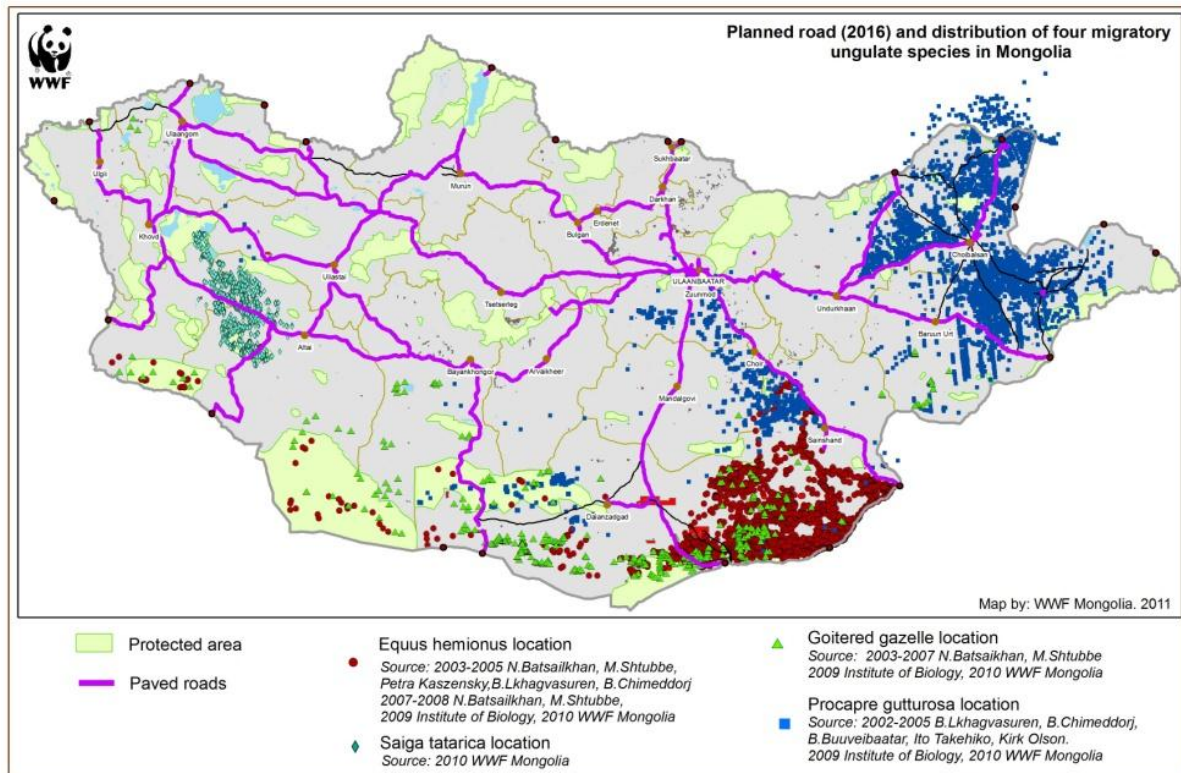 Planned road (2016) and distribution of four migratory
ungulate species in Mongolia
WWF
Ulaangom
Ulgii
Khovd
Murun
Sukhbaatar
Darkhan
Erdenet
Bulgan
Uliastai
Tsetserleg
ULAANBAATAR
Zuunmod
Choibalsan
Undurkhaan
Baruun Urt
Altai
Bayankhongor
Arvaikheer
Choir
Mandalgovi
Sainshand
Dalanzadgad
Map by: WWF Mongolia. 2011
Protected area
Paved roads
Equus hemionus location
Source: 2003-2005 N.Batsailkhan, M.Shtubbe,
Petra Kaszensky,B.Lkhagvasuren, B.Chimeddorj
2007-2008 N.Batsailkhan, M.Shtubbe,
2009 Institute of Biology, 2010 WWF Mongolia
Saiga tatarica location
Source: 2010 WWF Mongolia
Goitered gazelle location
Source: 2003-2007 N.Batsaikhan, M.Shtubbe
2009 Institute of Biology, 2010 WWF Mongolia
Procapre gutturosa location
Source: 2002-2005 B.Lkhagvasuren, B.Chimeddorj,
B.Buuveibaatar, Ito Takehiko, Kirk Olson.
2009 Institute of Biology, 2010 WWF Mongolia